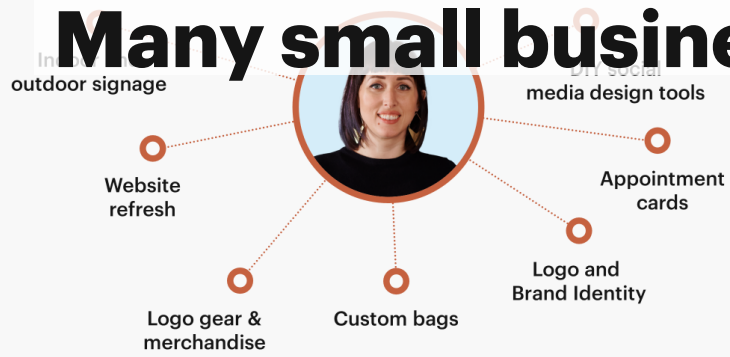 Many small busine
outdoor signage
DIY social
media design tools
Website
refresh
Appointment
cards
Logo and
Brand Identity
Logo gear &
merchandise
Custom bags